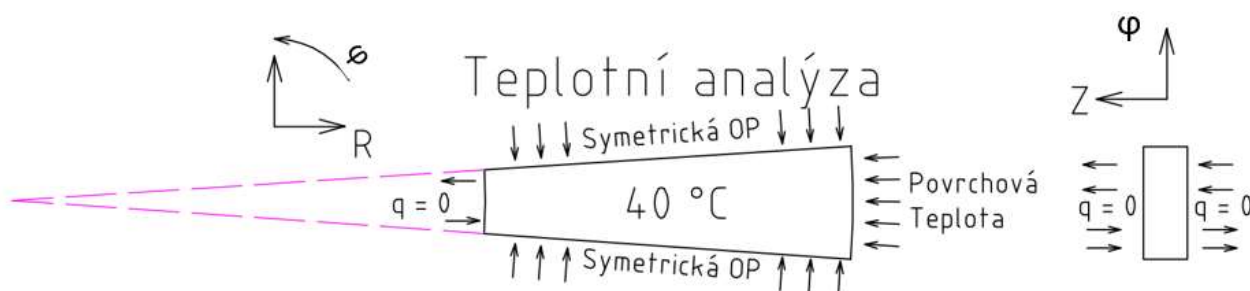 φ
φ
Teplotní analýza
Z
R
Symetrická OP
Povrchová
Teplota
q = 0
40 °C
q = 0
q = 0
Symetrická OP